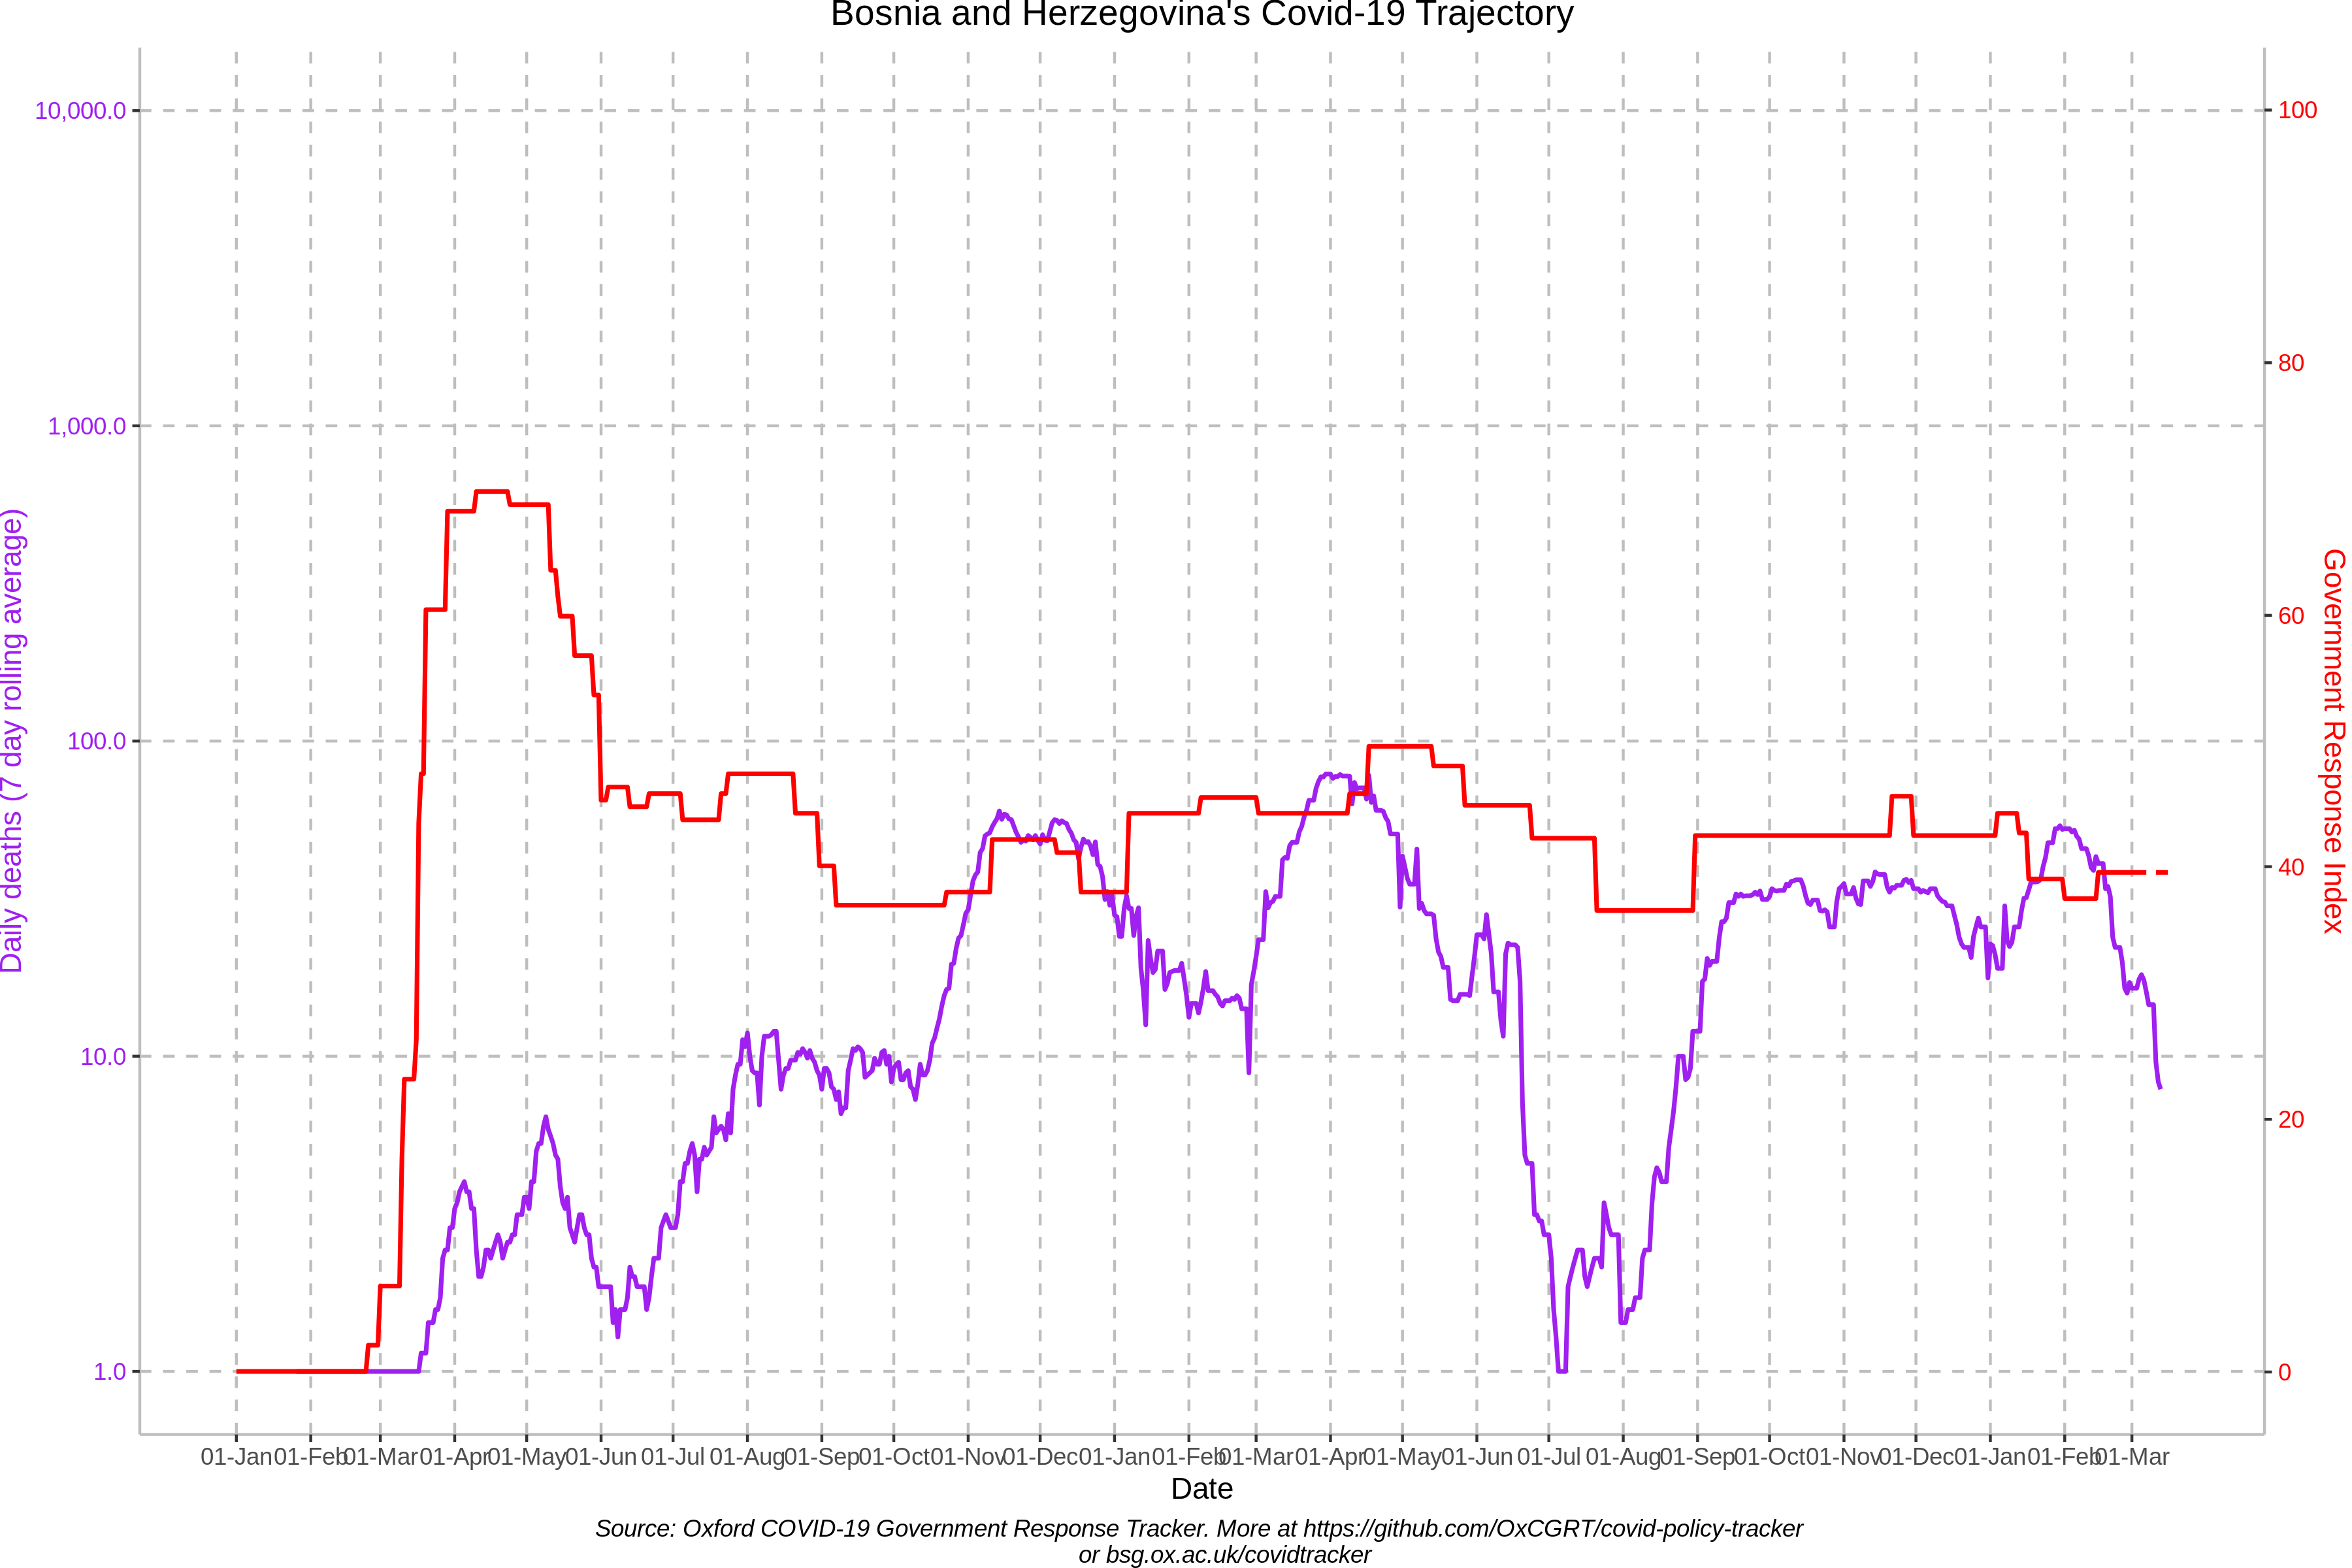 Bosnia and Herzegovina's Covid-19 Trajectory
Daily deaths (7 day rolling average)
10,000.0
1,000.0
100.0
10.0
1.0
100
80
60
40
20
0
Government Response Index
01-Jan 01-Feb 01-Mar 01-Apr 01-May 01-Jun 01-Jul 01-Aug 01-Sep 01-Oct 01-Nov 01-Dec 01-Jan 01-Feb 01-Mar 01-Apr 01-May 01-Jun 01-Jul 01-Aug 01-Sep 01-Oct 01-Nov 01-Dec 01-Jan 01-Feb 01-Mar
Date
Source: Oxford COVID-19 Government Response Tracker. More at https://github.com/OxCGRT/covid-policy-tracker
or bsg.ox.ac.uk/covidtracker